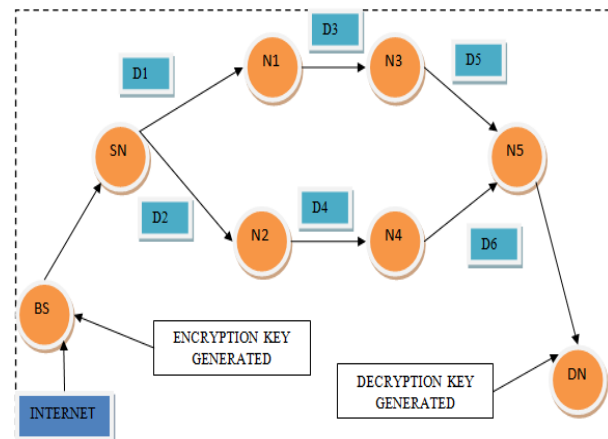 D3
D1
N1
N3
D5
SN
N5
D2
D4
N2
N4
D6
BS
ENCRYPTION KEY
GENERATED
DECRYPTION KEY
GENERATED
DN
INTERNET